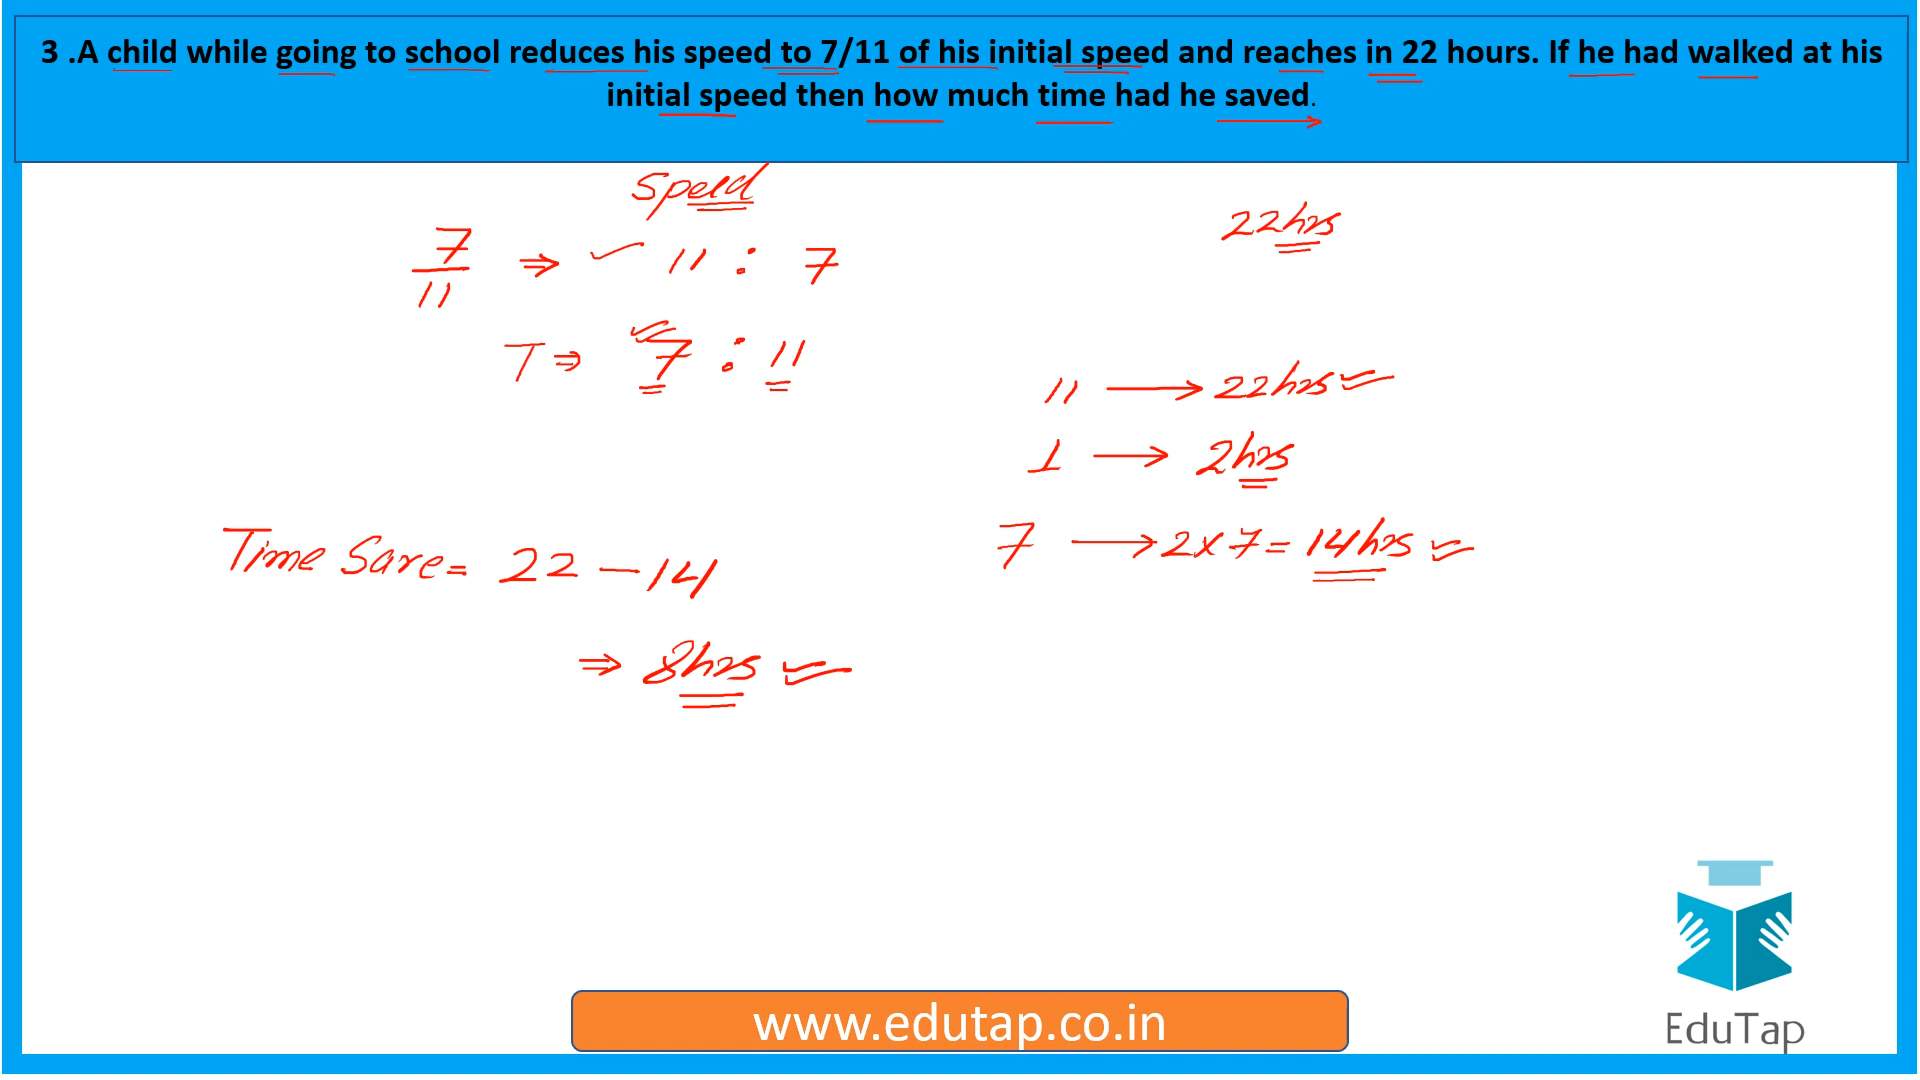 3 .A child while going to school reduces his speed to 7/11 of his initial speed and reaches in 22 hours. If he had walked at his
initial speed then how much time had he saved.
Speed
22hrs
7/11 ⇒ 11 : 7
T ⇒ 7 : 11
11 → 22hrs
1 → 2hrs
7 → 2×7= 14hrs
Time Save = 22 - 14
⇒ 8hrs
www.edutap.co.in
EduTap